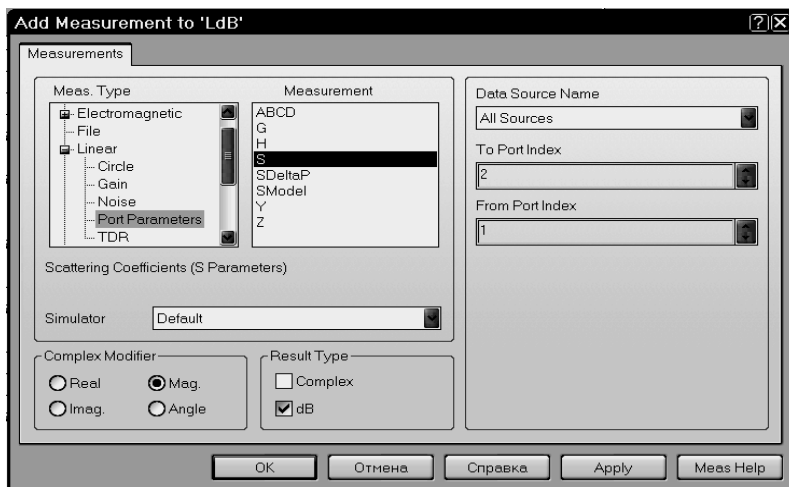 Add Measurement to 'LdB'
Measurements
Meas. Type
Electromagnetic
File
Linear
Circle
Gain
Noise
Port Parameters
TDR
Measurement
ABCD
G
H
S
SDeltaP
SModel
Y
Z
Scattering Coefficients (S Parameters)
Simulator
Default
Complex Modifier
Real
Mag.
Imag.
Angle
Result Type
Complex
dB
Data Source Name
All Sources
To Port Index
2
From Port Index
1
OK
Отмена
Справка
Apply
Meas Help